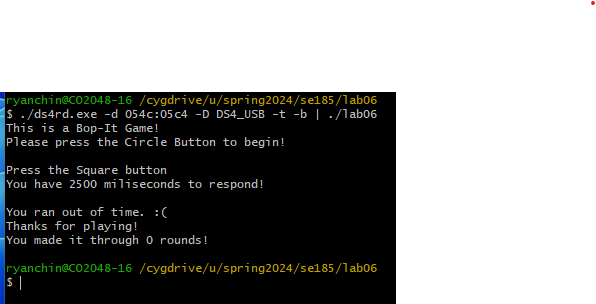 ryanchin@CO2048-16 /cygdrive/u/spring2024/se185/lab06
$ ./ds4rd.exe -d 054c:05c4 -D DS4_USB -t -b | ./lab06
This is a Bop-It Game!
Please press the Circle Button to begin!
Press the Square button
You have 2500 miliseconds to respond!
You ran out of time. :(
Thanks for playing!
You made it through 0 rounds!
ryanchin@CO2048-16 /cygdrive/u/spring2024/se185/lab06
$